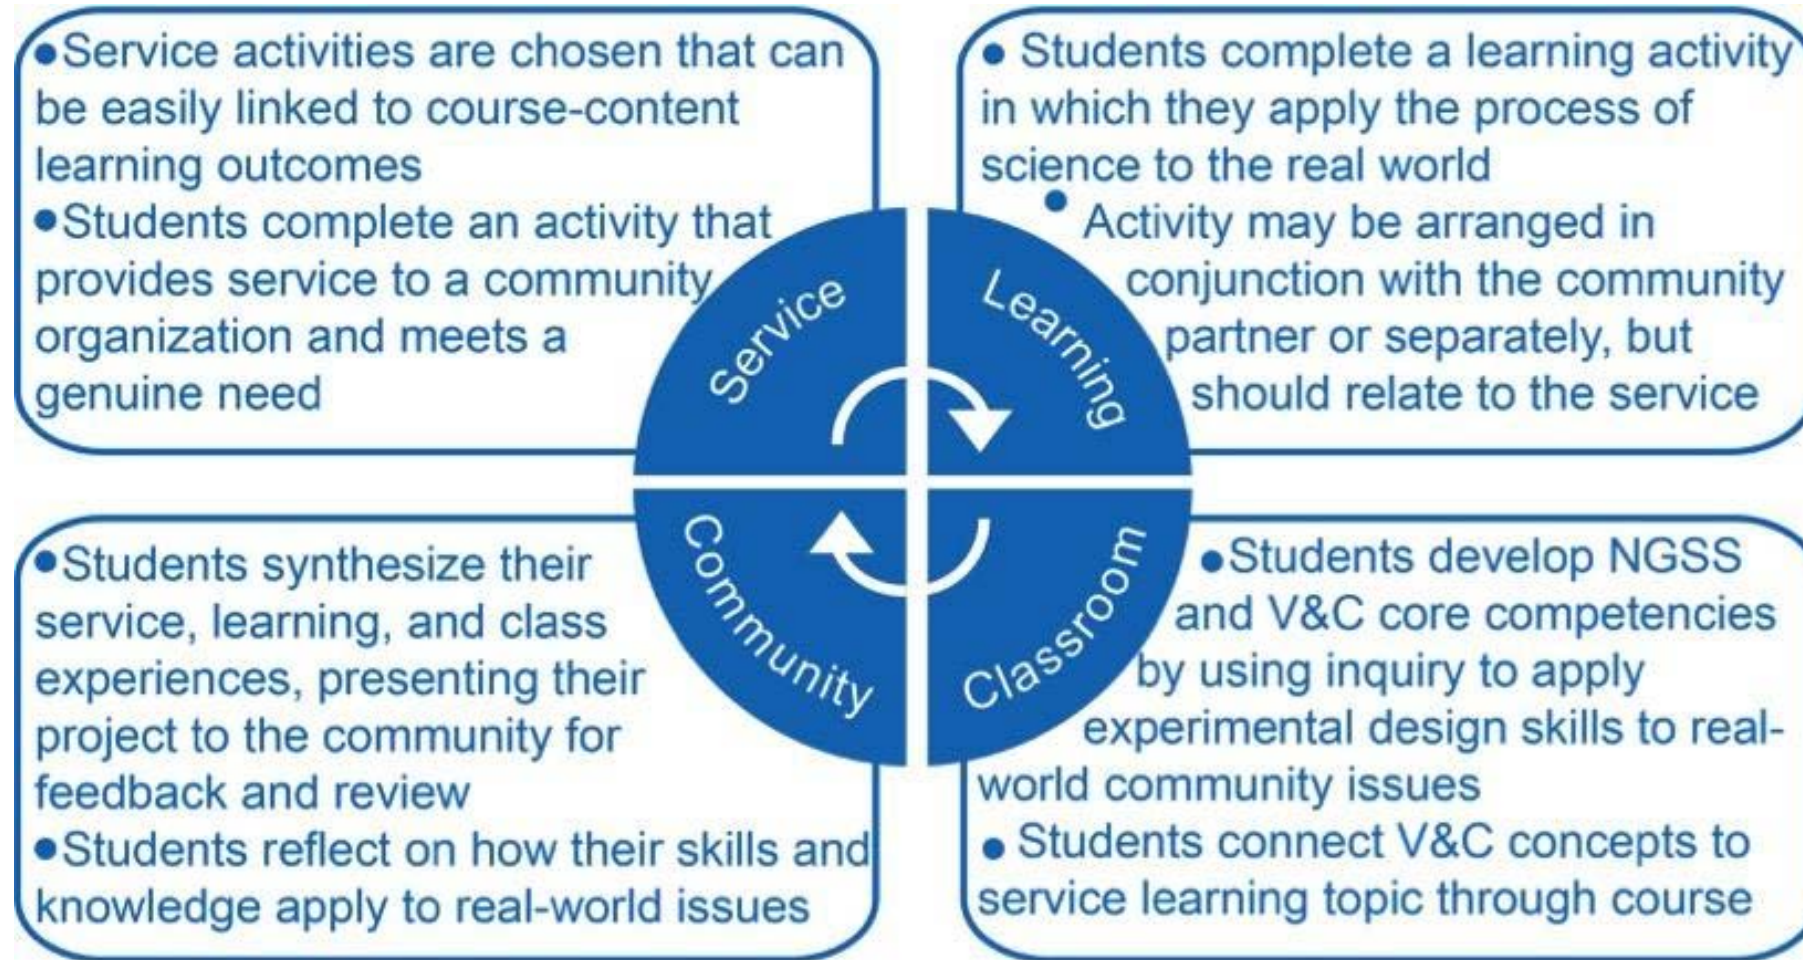 ●Service activities are chosen that can
be easily linked to course-content
learning outcomes
●Students complete an activity that
provides service to a community
organization and meets a
genuine need
● Students complete a learning activity
in which they apply the process of
science to the real world
● Activity may be arranged in
conjunction with the community
partner or separately, but
should relate to the service
Service
Learning
Community
Classroom
●Students synthesize their
service, learning, and class
experiences, presenting their
project to the community for
feedback and review
●Students reflect on how their skills and
knowledge apply to real-world issues
●Students develop NGSS
and V&C core competencies
by using inquiry to apply
experimental design skills to real-
world community issues
● Students connect V&C concepts to
service learning topic through course